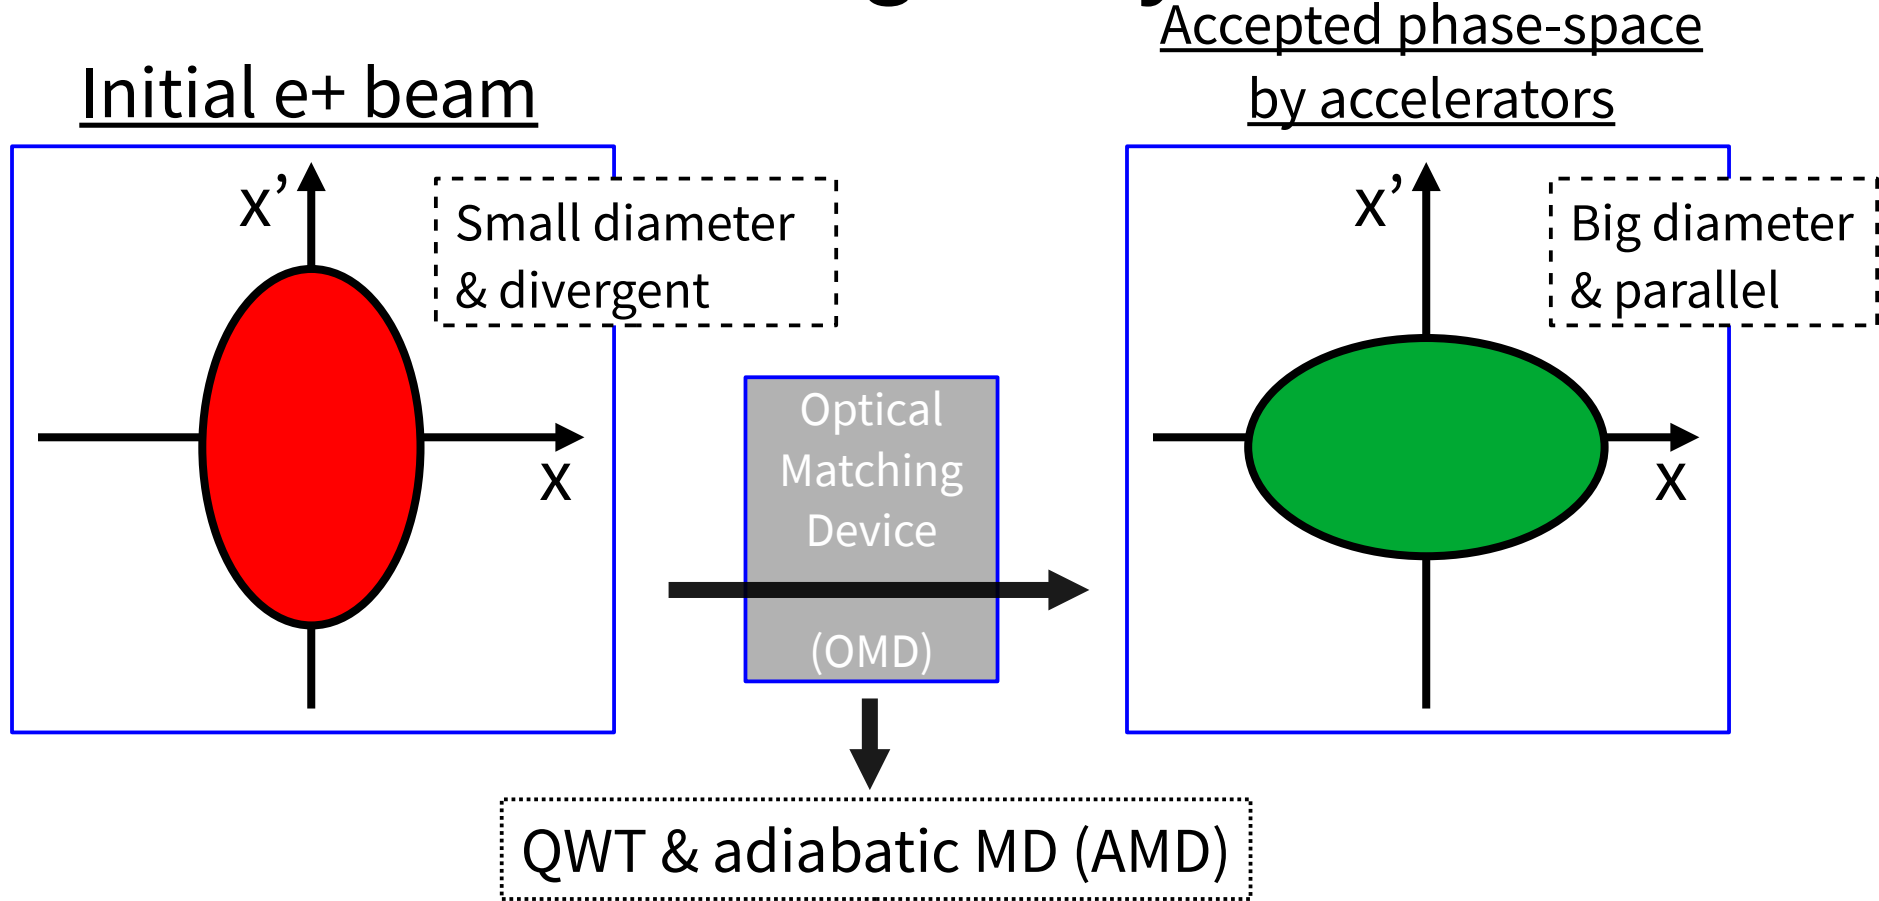 Accepted phase-space
by accelerators
Initial e+ beam
x’
Small diameter
& divergent
x
Optical
Matching
Device
(OMD)
x’
Big diameter
& parallel
x
QWT & adiabatic MD (AMD)